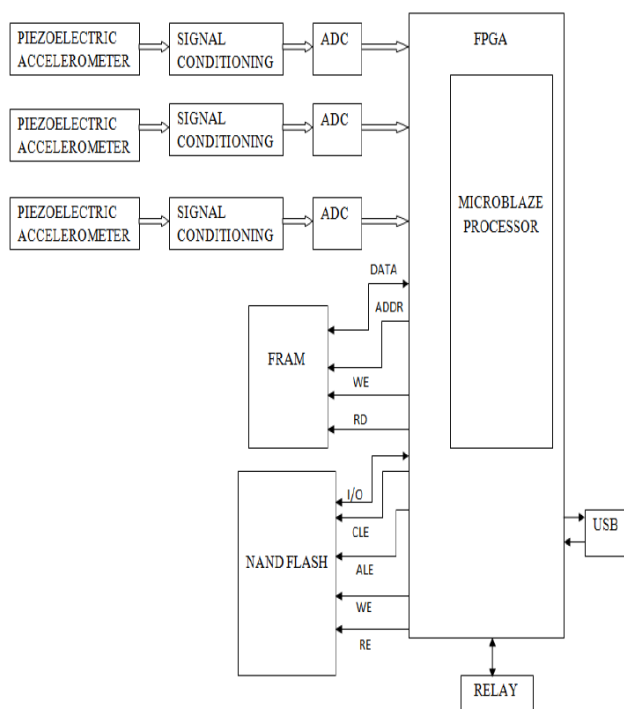 PIEZOELECTRIC
ACCELEROMETER
SIGNAL
CONDITIONING
ADC
FPGA
PIEZOELECTRIC
ACCELEROMETER
SIGNAL
CONDITIONING
ADC
PIEZOELECTRIC
ACCELEROMETER
SIGNAL
CONDITIONING
ADC
MICROBLAZE
PROCESSOR
DATA
ADDR
FRAM
WE
RD
I/O
CLE
NAND FLASH
ALE
WE
RE
USB
RELAY